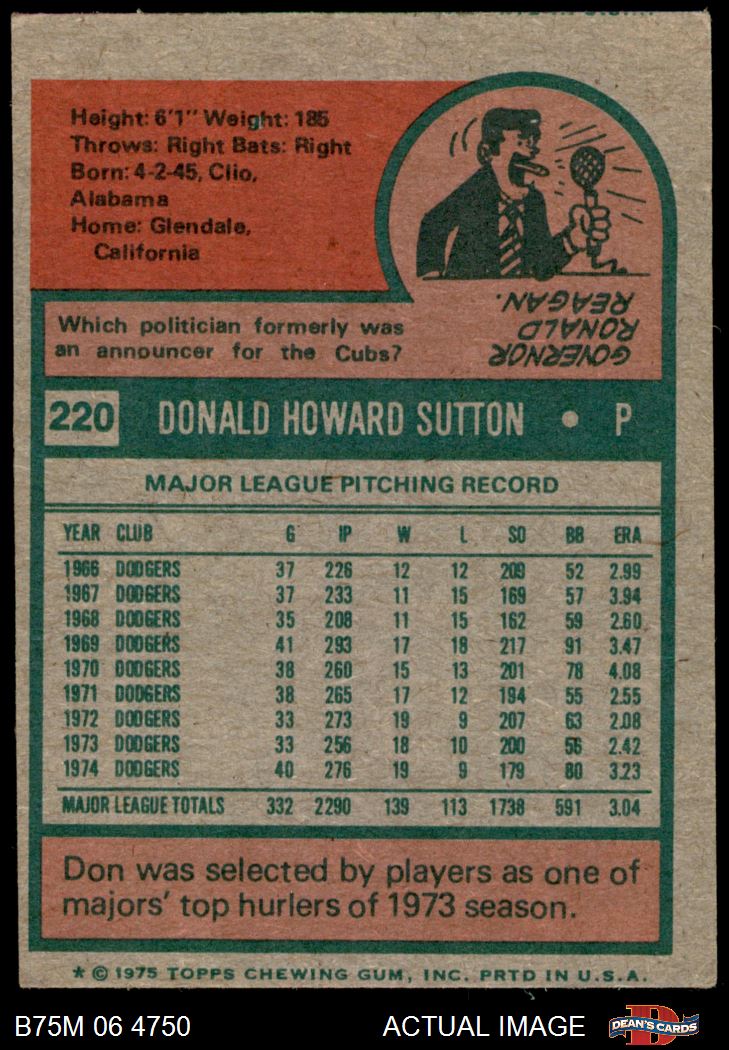 Height: 6'1" Weight: 185
Throws: Right Bats: Right
Born: 4-2-45, Clio,
Alabama
Home: Glendale,
California
Which politician formerly was
an announcer for the Cubs?
GOVERNOR
RONALD
REAGAN.
220 DONALD HOWARD SUTTON • P
MAJOR LEAGUE PITCHING RECORD
YEAR CLUB G IP W L SO BB ERA
1966 DODGERS 37 226 12 12 209 52 2.99
1967 DODGERS 37 233 11 15 169 57 3.94
1968 DODGERS 35 208 11 15 162 59 2.60
1969 DODGERS 41 293 17 18 217 91 3.47
1970 DODGERS 38 260 15 13 201 78 4.08
1971 DODGERS 38 265 17 12 194 55 2.55
1972 DODGERS 33 273 19 9 207 63 2.08
1973 DODGERS 33 256 18 10 200 56 2.42
1974 DODGERS 40 276 19 9 179 80 3.23
MAJOR LEAGUE TOTALS 332 2290 139 113 1738 591 3.04
Don was selected by players as one of
majors' top hurlers of 1973 season.
* © 1975 TOPPS CHEWING GUM, INC. PRTD IN U.S.A.
B75M 06 4750 ACTUAL IMAGE DEAN'S CARDS